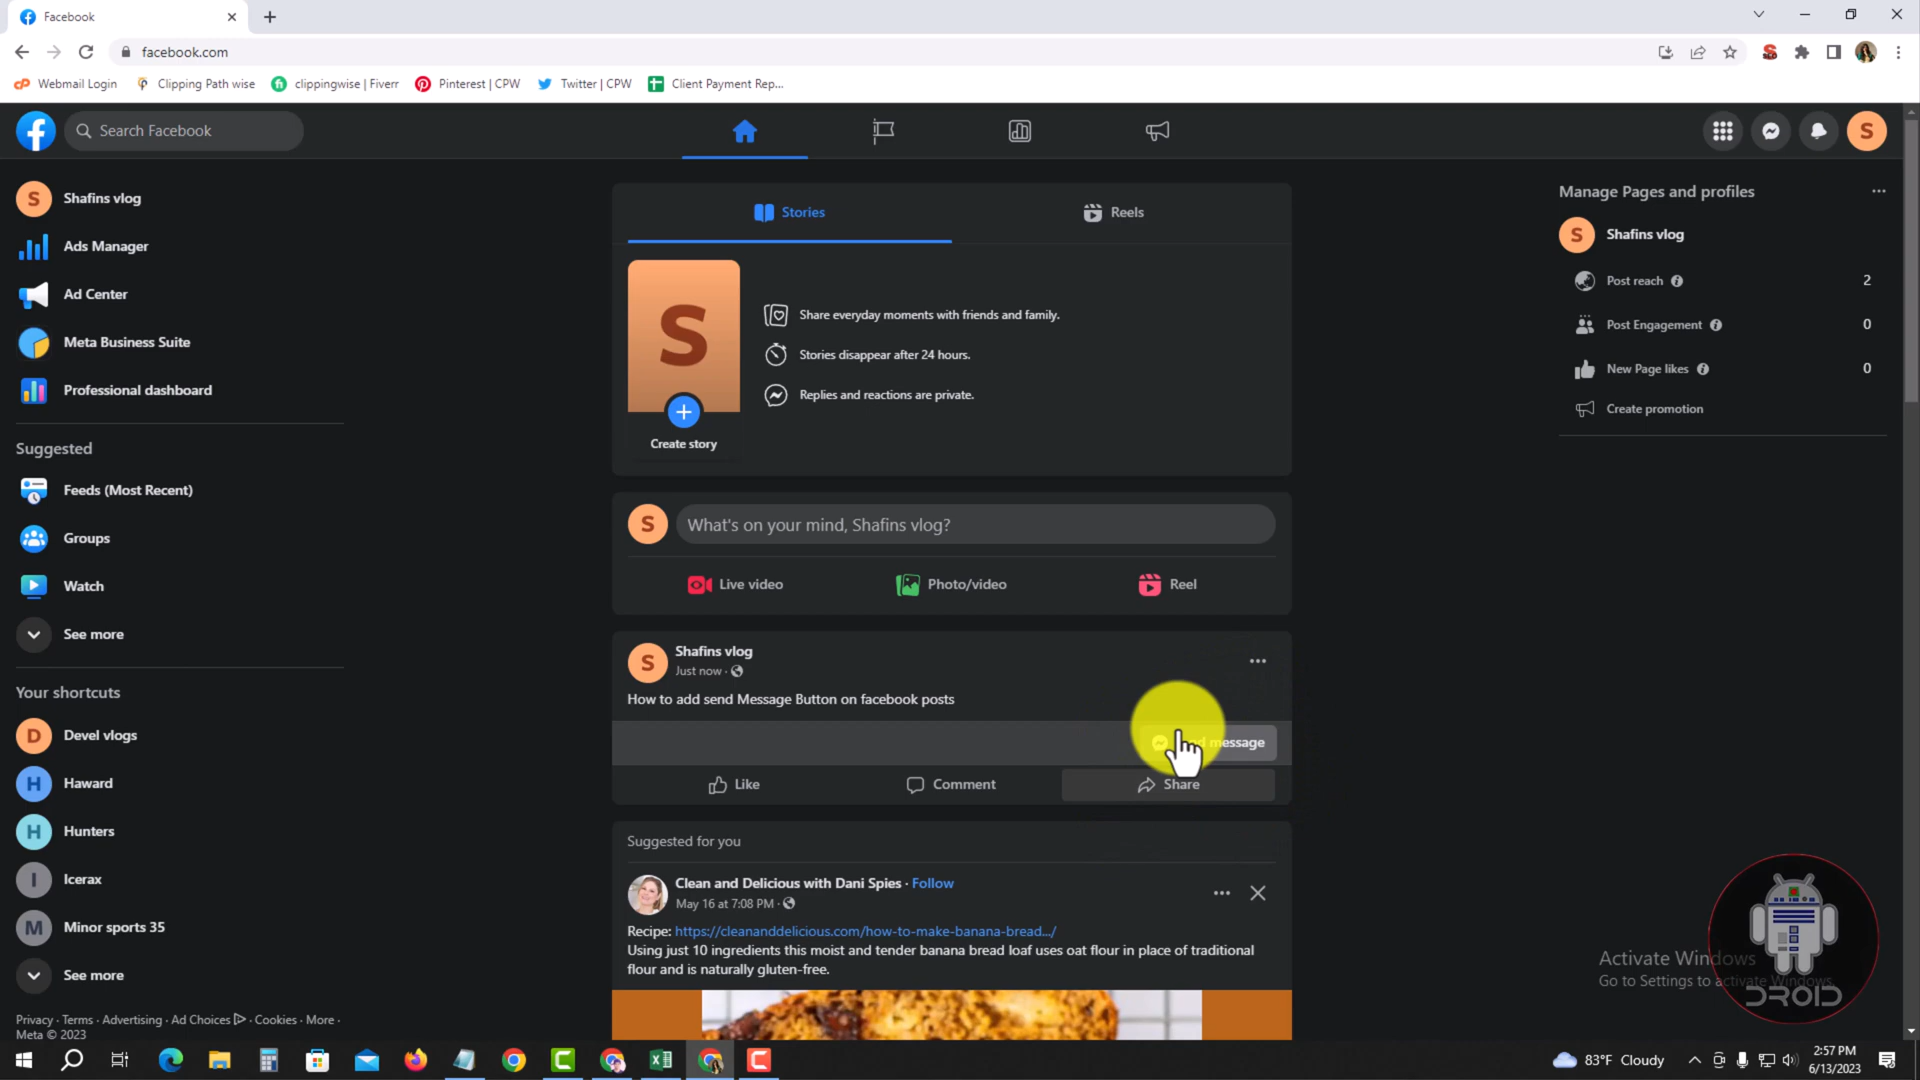 Facebook
facebook.com
Webmail Login
Clipping Path wise
clippingwise | Fiverr
Pinterest | CPW
Twitter | CPW
Client Payment Rep...
Search Facebook
S
Shafins vlog
Ads Manager
Ad Center
Meta Business Suite
Professional dashboard
Suggested
Feeds (Most Recent)
Groups
Watch
See more
Your shortcuts
D Devel vlogs
H Haward
H Hunters
I Icerax
M Minor sports 35
See more
Privacy · Terms · Advertising · Ad Choices · Cookies · More ·
Meta © 2023
Stories
Reels
S
Create story
Share everyday moments with friends and family.
Stories disappear after 24 hours.
Replies and reactions are private.
S
What's on your mind, Shafins vlog?
Live video
Photo/video
Reel
S
Shafins vlog
Just now ·
How to add send Message Button on facebook posts
message
Like
Comment
Share
Suggested for you
Clean and Delicious with Dani Spies · Follow
May 16 at 7:08 PM ·
Recipe: https://cleananddelicious.com/how-to-make-banana-bread.../
Using just 10 ingredients this moist and tender banana bread loaf uses oat flour in place of traditional
flour and is naturally gluten-free.
Manage Pages and profiles
S Shafins vlog
Post reach 2
Post Engagement 0
New Page likes 0
Create promotion
Activate Windows
Go to Settings to activate Windows.
DROID
83°F Cloudy
2:57 PM
6/13/2023